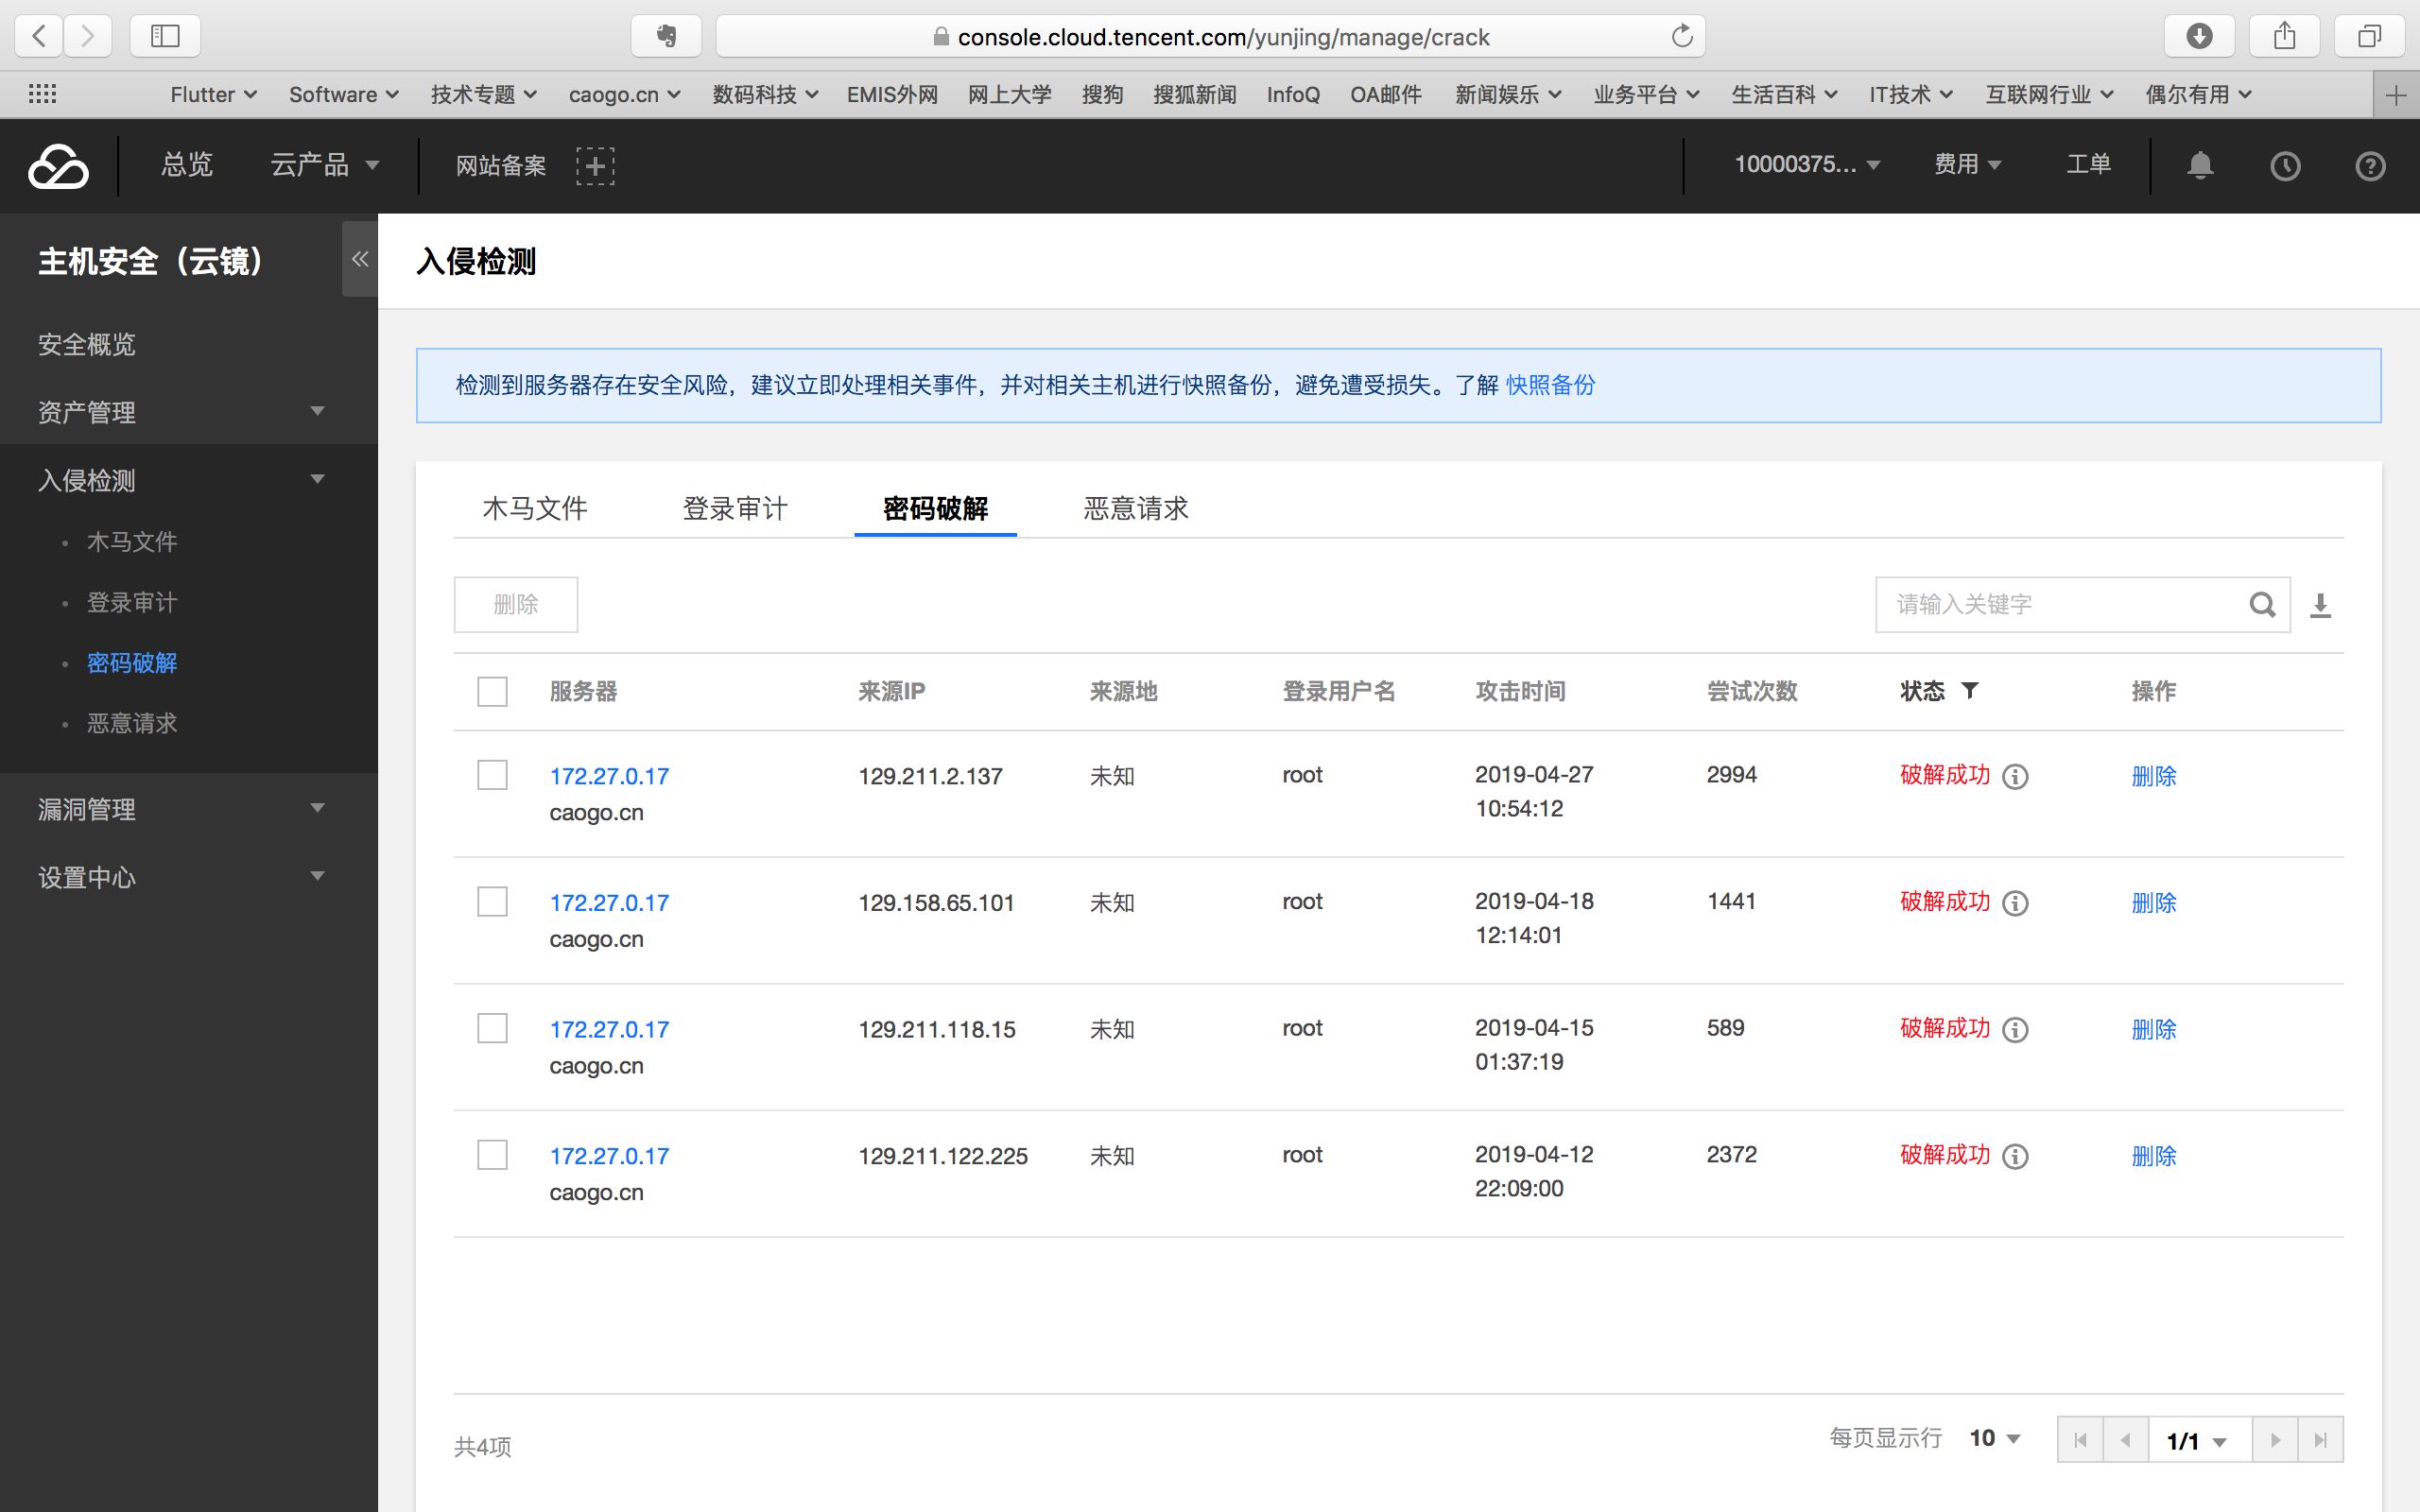 console.cloud.tencent.com/yunjing/manage/crack
Flutter Software 技术专题 caogo.cn 数码科技 EMIS外网 网上大学 搜狗 搜狐新闻 InfoQ OA邮件 新闻娱乐 业务平台 生活百科 IT技术 互联网行业 偶尔有用
总览 云产品 网站备案 10000375... 费用 工单
主机安全（云镜）
安全概览
资产管理
入侵检测
木马文件
登录审计
密码破解
恶意请求
漏洞管理
设置中心
入侵检测
检测到服务器存在安全风险，建议立即处理相关事件，并对相关主机进行快照备份，避免遭受损失。了解 快照备份
木马文件 登录审计 密码破解 恶意请求
删除 请输入关键字
服务器 来源IP 来源地 登录用户名 攻击时间 尝试次数 状态 操作
172.27.0.17 129.211.2.137 未知 root 2019-04-27 2994 破解成功 删除
caogo.cn 10:54:12
172.27.0.17 129.158.65.101 未知 root 2019-04-18 1441 破解成功 删除
caogo.cn 12:14:01
172.27.0.17 129.211.118.15 未知 root 2019-04-15 589 破解成功 删除
caogo.cn 01:37:19
172.27.0.17 129.211.122.225 未知 root 2019-04-12 2372 破解成功 删除
caogo.cn 22:09:00
共4项 每页显示行 10 1/1